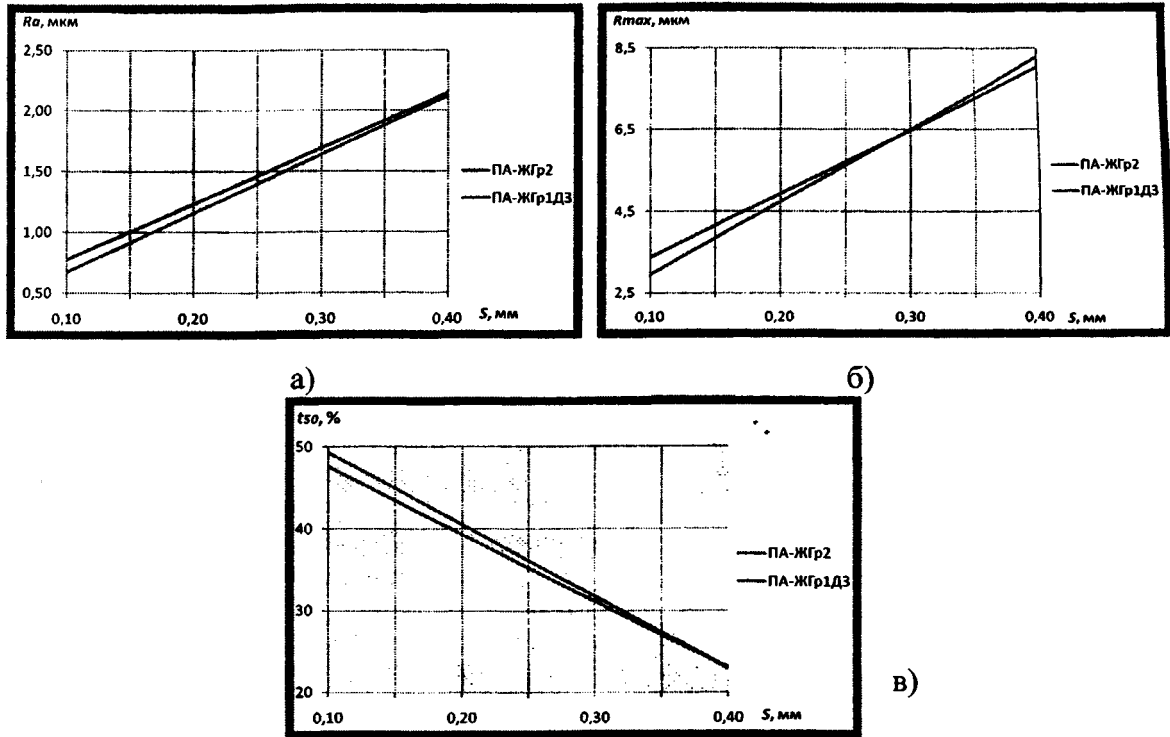 Ra, мкм
2,50
2,00
1,50
1,00
0,50
0,10 0,20 0,30 0,40
S, мм
ПА-ЖГр2
ПА-ЖГр1Д3
а)
Rmax, мкм
8,5
6,5
4,5
2,5
0,10 0,20 0,30 0,40
S, мм
ПА-ЖГр2
ПА-ЖГр1Д3
б)
t50, %
50
40
30
20
0,10 0,20 0,30 0,40
S, мм
ПА-ЖГр2
ПА-ЖГр1Д3
в)